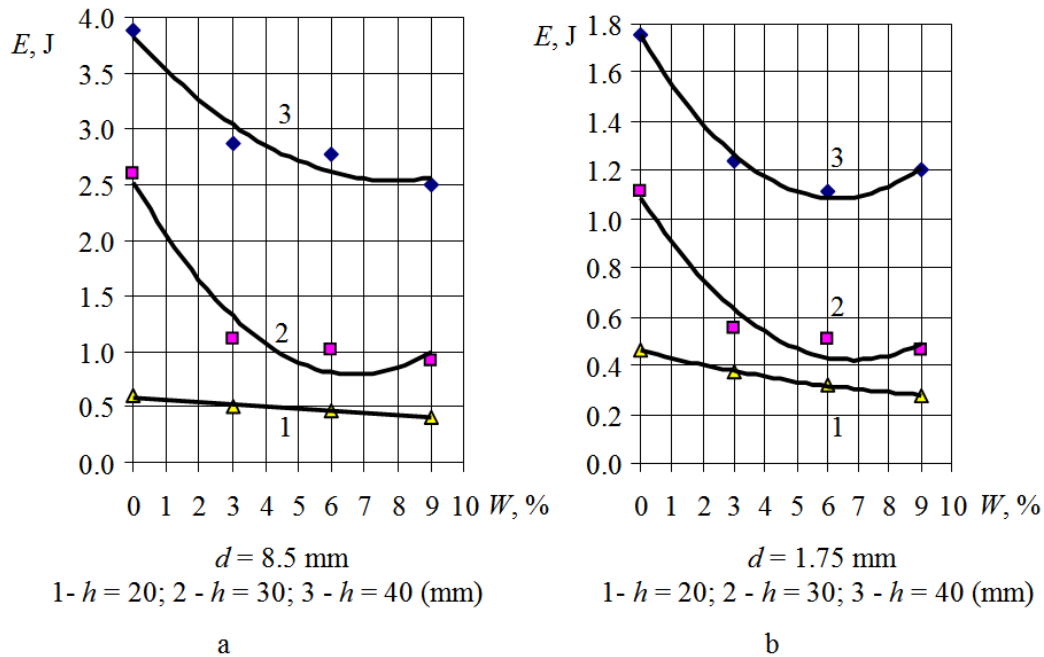 E, J
4.0
3.5
3.0
2.5
2.0
1.5
1.0
0.5
0.0
3
2
1
0 1 2 3 4 5 6 7 8 9 10 W, %
d = 8.5 mm
1- h = 20; 2 - h = 30; 3 - h = 40 (mm)
a
E, J
1.8
1.6
1.4
1.2
1.0
0.8
0.6
0.4
0.2
0.0
3
2
1
0 1 2 3 4 5 6 7 8 9 10 W, %
d = 1.75 mm
1- h = 20; 2 - h = 30; 3 - h = 40 (mm)
b